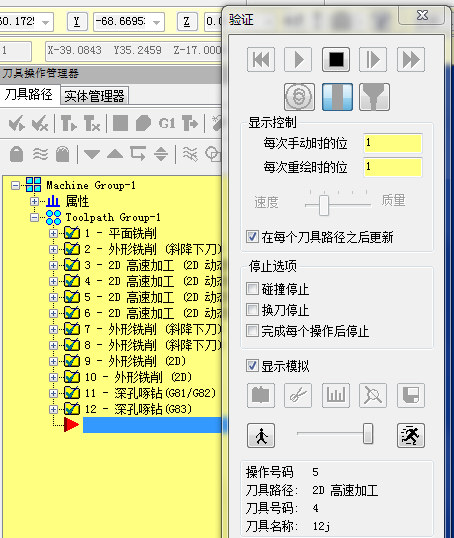 60.1725
Y
-68.6695
Z
0.0
验证
1
X-39.0843 Y35.2459 Z-17.000
刀具操作管理器
刀具路径 实体管理器
G1
Machine Group-1
属性
Toolpath Group-1
1 - 平面铣削
2 - 外形铣削 (斜降下刀)
3 - 2D 高速加工 (2D 动态
4 - 2D 高速加工 (2D 动态
5 - 2D 高速加工 (2D 动态
6 - 2D 高速加工 (2D 动态
7 - 外形铣削 (斜降下刀)
8 - 外形铣削 (斜降下刀)
9 - 外形铣削 (2D)
10 - 外形铣削 (2D)
11 - 深孔啄钻(G81/G82)
12 - 深孔啄钻(G83)
显示控制
每次手动时的位 1
每次重绘时的位 1
速度 质量
在每个刀具路径之后更新
停止选项
碰撞停止
换刀停止
完成每个操作后停止
显示模拟
操作号码 5
刀具路径: 2D 高速加工
刀具号码: 4
刀具名称: 12j